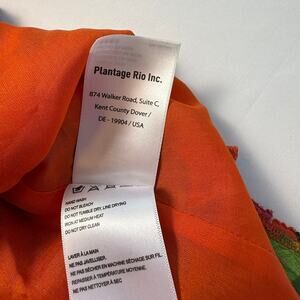 Plantage Rio Inc.
874 Walker Road, Suite C,
Kent County Dover /
DE - 19904 / USA
HAND WASH
DO NOT BLEACH
DO NOT TUMBLE DRY, LINE DRYING
IRON AT MEDIUM HEAT
DO NOT DRY CLEAN
LAVER À LA MAIN
NE PAS JAVELLISER.
NE PAS SÉCHER EN MACHINE SÉCHAGE SUR FIL.
REPASSER À TEMPÉRATURE MOYENNE.
NE PAS NETTOYER À SEC